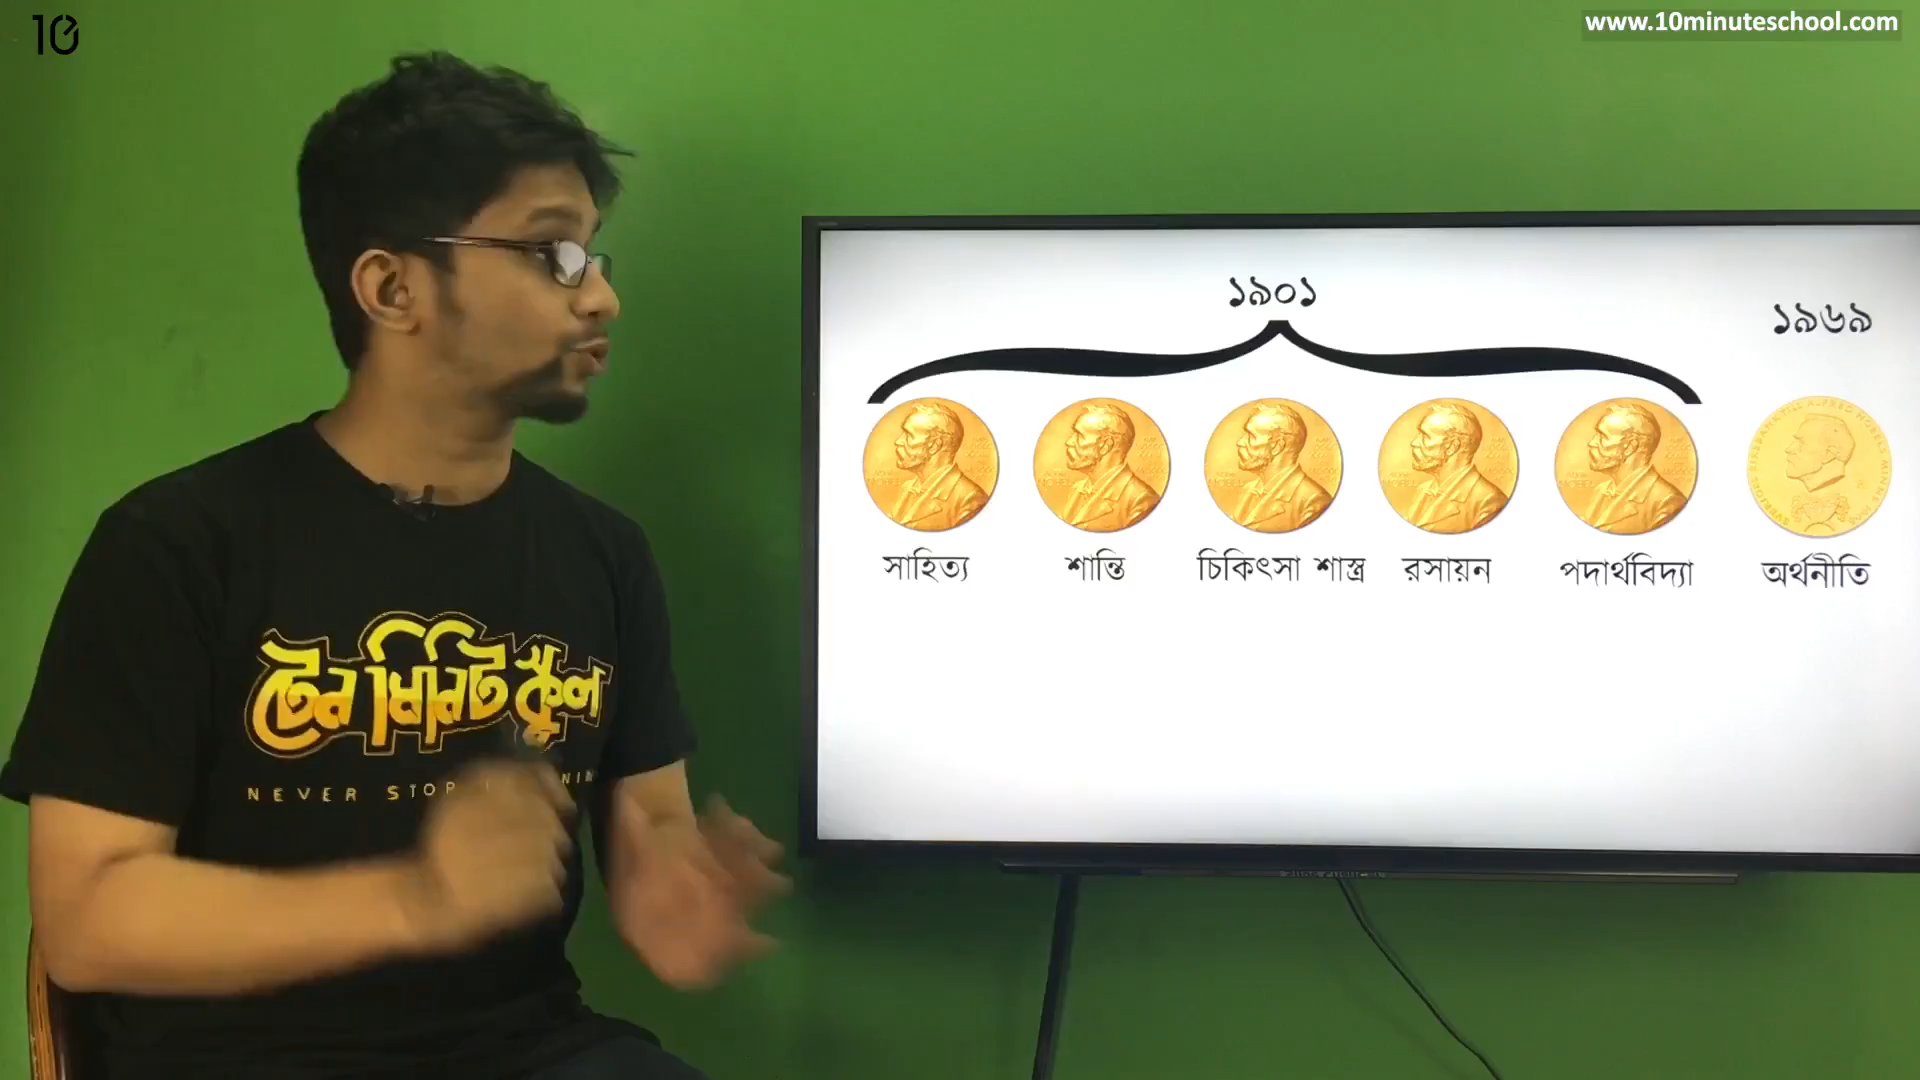 10
www.10minuteschool.com
১৯০১
১৯৬৯
সাহিত্য
শান্তি
চিকিৎসা শাস্ত্র
রসায়ন
পদার্থবিদ্যা
অর্থনীতি
টেন মিনিট স্কুল
NEVER STOP